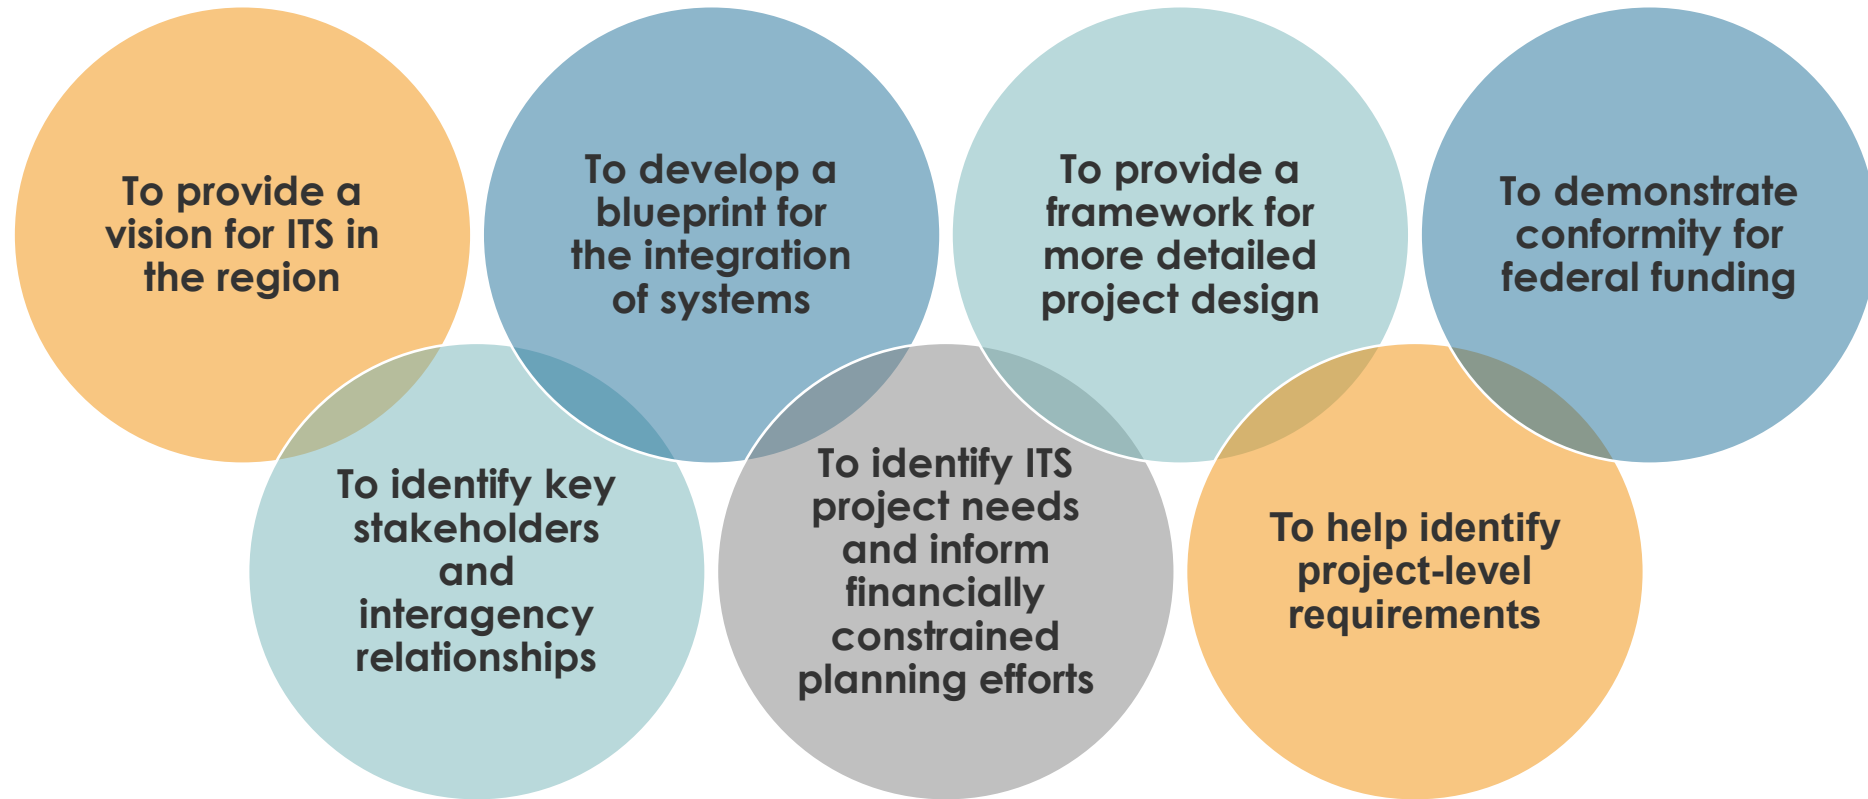 To provide a
vision for ITS in
the region
To develop a
blueprint for
the integration
of systems
To provide a
framework for
more detailed
project design
To demonstrate
conformity for
federal funding
To identify key
stakeholders
and
interagency
relationships
To identify ITS
project needs
and inform
financially
constrained
planning efforts
To help identify
project-level
requirements